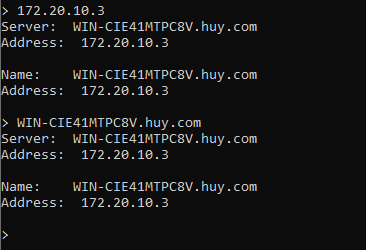 > 172.20.10.3
Server:  WIN-CIE41MTPC8V.huy.com
Address:  172.20.10.3
Name:    WIN-CIE41MTPC8V.huy.com
Address:  172.20.10.3
> WIN-CIE41MTPC8V.huy.com
Server:  WIN-CIE41MTPC8V.huy.com
Address:  172.20.10.3
Name:    WIN-CIE41MTPC8V.huy.com
Address:  172.20.10.3
>